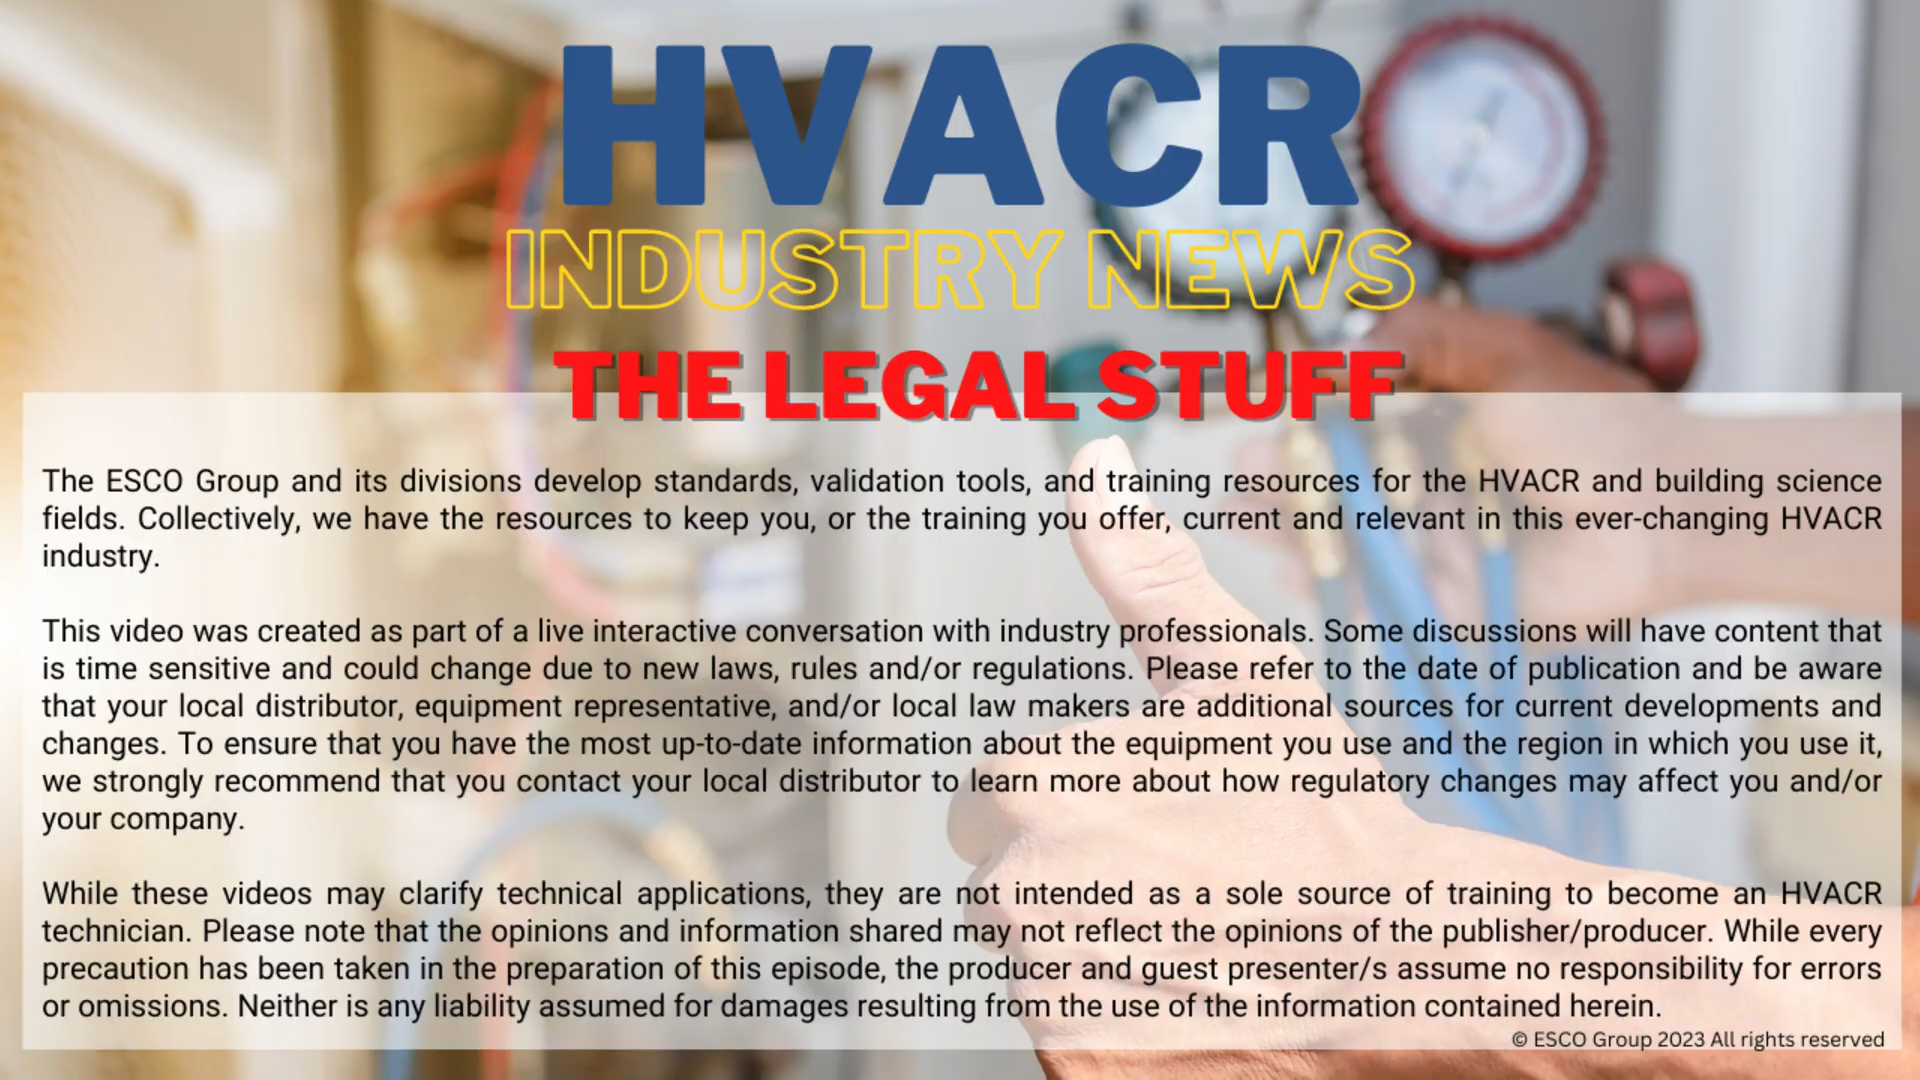 HVACR
INDUSTRY NEWS
THE LEGAL STUFF
The ESCO Group and its divisions develop standards, validation tools, and training resources for the HVACR and building science
fields. Collectively, we have the resources to keep you, or the training you offer, current and relevant in this ever-changing HVACR
industry.
This video was created as part of a live interactive conversation with industry professionals. Some discussions will have content that
is time sensitive and could change due to new laws, rules and/or regulations. Please refer to the date of publication and be aware
that your local distributor, equipment representative, and/or local law makers are additional sources for current developments and
changes. To ensure that you have the most up-to-date information about the equipment you use and the region in which you use it,
we strongly recommend that you contact your local distributor to learn more about how regulatory changes may affect you and/or
your company.
While these videos may clarify technical applications, they are not intended as a sole source of training to become an HVACR
technician. Please note that the opinions and information shared may not reflect the opinions of the publisher/producer. While every
precaution has been taken in the preparation of this episode, the producer and guest presenter/s assume no responsibility for errors
or omissions. Neither is any liability assumed for damages resulting from the use of the information contained herein.
© ESCO Group 2023 All rights reserved